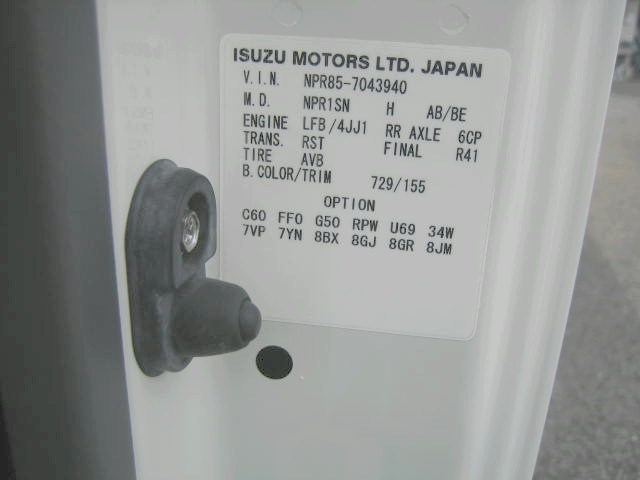 ISUZU MOTORS LTD. JAPAN
V.I.N. NPR85-7043940
M.D. NPR1SN H AB/BE
ENGINE LFB/4JJ1 RR AXLE 6CP
TRANS. RST FINAL R41
TIRE AVB
B.COLOR/TRIM 729/155
OPTION
C60 FF0 G50 RPW U69 34W
7VP 7YN 8BX 8GJ 8GR 8JM